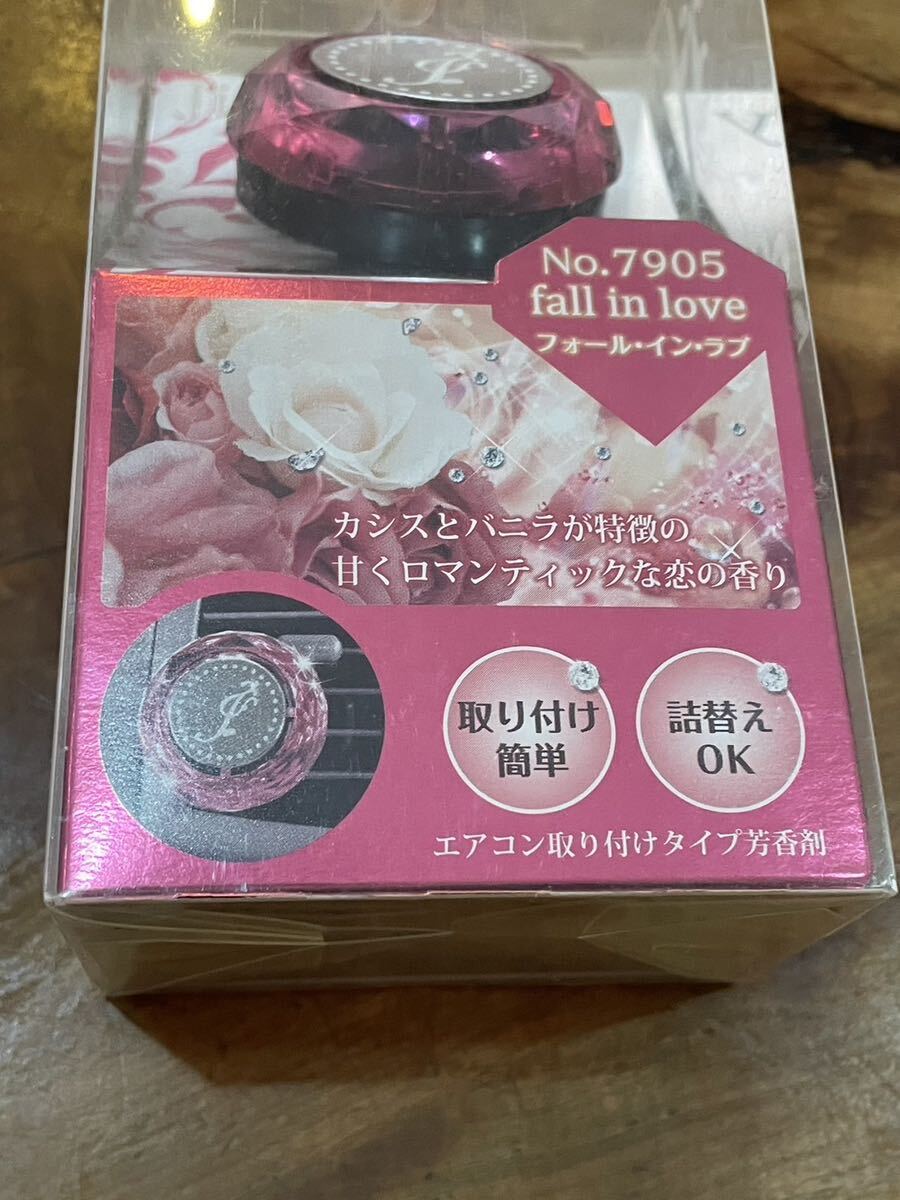 No.7905
fall in love
フォール・イン・ラブ
カシスとバニラが特徴の
甘くロマンティックな恋の香り
取り付け
簡単
詰替え
OK
エアコン取り付けタイプ芳香剤